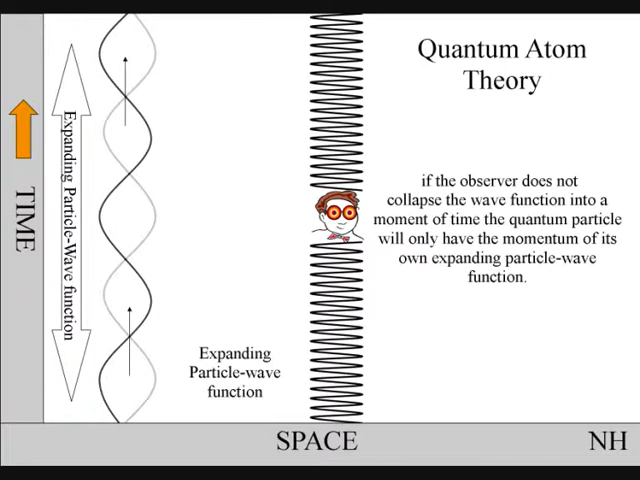 Quantum Atom
Theory
if the observer does not
collapse the wave function into a
moment of time the quantum particle
will only have the momentum of its
own expanding particle-wave
function.
Expanding Particle-Wave function
TIME
Expanding
Particle-wave
function
SPACE
NH